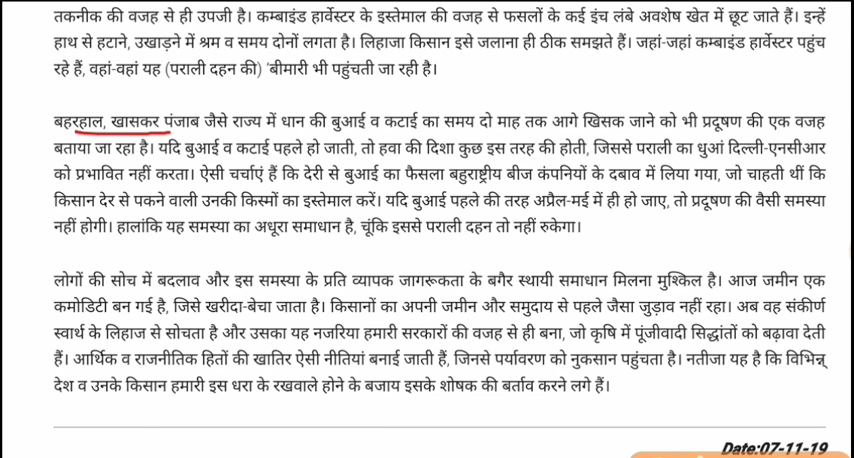 तकनीक की वजह से ही उपजी है। कम्बाइंड हार्वेस्टर के इस्तेमाल की वजह से फसलों के कई इंच लंबे अवशेष खेत में छूट जाते हैं। इन्हें
हाथ से हटाने, उखाड़ने में श्रम व समय दोनों लगता है। लिहाजा किसान इसे जलाना ही ठीक समझते हैं। जहां-जहां कम्बाइंड हार्वेस्टर पहुंच
रहे हैं, वहां-वहां यह (पराली दहन की) 'बीमारी भी पहुंचती जा रही है।
बहरहाल, खासकर पंजाब जैसे राज्य में धान की बुआई व कटाई का समय दो माह तक आगे खिसक जाने को भी प्रदूषण की एक वजह
बताया जा रहा है। यदि बुआई व कटाई पहले हो जाती, तो हवा की दिशा कुछ इस तरह की होती, जिससे पराली का धुआं दिल्ली-एनसीआर
को प्रभावित नहीं करता। ऐसी चर्चाएं हैं कि देरी से बुआई का फैसला बहुराष्ट्रीय बीज कंपनियों के दबाव में लिया गया, जो चाहती थीं कि
किसान देर से पकने वाली उनकी किस्मों का इस्तेमाल करें। यदि बुआई पहले की तरह अप्रैल-मई में ही हो जाए, तो प्रदूषण की वैसी समस्या
नहीं होगी। हालांकि यह समस्या का अधूरा समाधान है, चूंकि इससे पराली दहन तो नहीं रुकेगा।
लोगों की सोच में बदलाव और इस समस्या के प्रति व्यापक जागरूकता के बगैर स्थायी समाधान मिलना मुश्किल है। आज जमीन एक
कमोडिटी बन गई है, जिसे खरीदा-बेचा जाता है। किसानों का अपनी जमीन और समुदाय से पहले जैसा जुड़ाव नहीं रहा। अब वह संकीर्ण
स्वार्थ के लिहाज से सोचता है और उसका यह नजरिया हमारी सरकारों की वजह से ही बना, जो कृषि में पूंजीवादी सिद्धांतों को बढ़ावा देती
हैं। आर्थिक व राजनीतिक हितों की खातिर ऐसी नीतियां बनाई जाती हैं, जिनसे पर्यावरण को नुकसान पहुंचता है। नतीजा यह है कि विभिन्न्
देश व उनके किसान हमारी इस धरा के रखवाले होने के बजाय इसके शोषक की बर्ताव करने लगे हैं।
Date:07-11-19